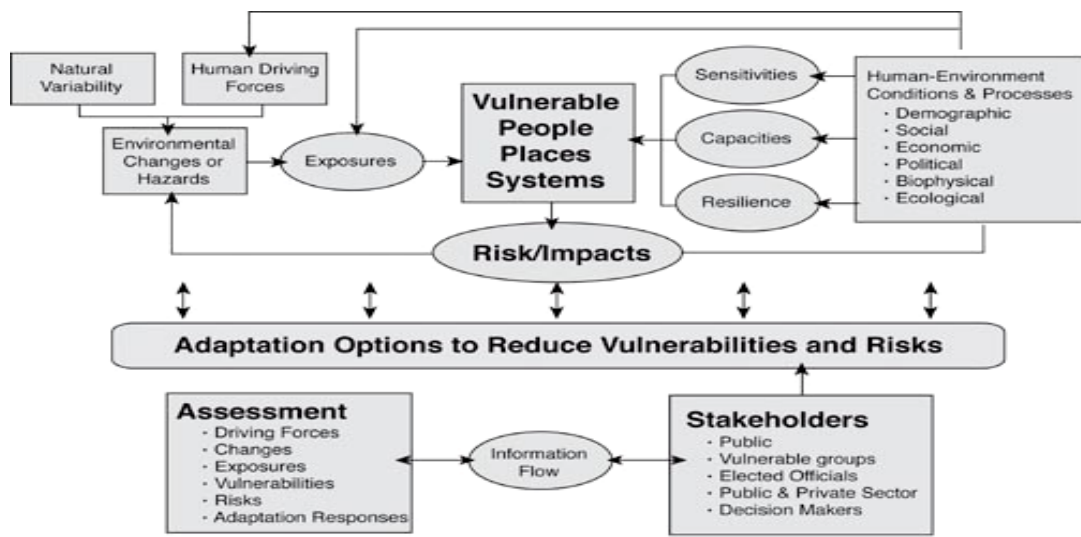 Natural
Variability
Human Driving
Forces
Environmental
Changes or
Hazards
Exposures
Vulnerable
People
Places
Systems
Sensitivities
Capacities
Resilience
Human-Environment
Conditions & Processes
· Demographic
· Social
· Economic
· Political
· Biophysical
· Ecological
Risk/Impacts
Adaptation Options to Reduce Vulnerabilities and Risks
Assessment
· Driving Forces
· Changes
· Exposures
· Vulnerabilities
· Risks
· Adaptation Responses
Information
Flow
Stakeholders
· Public
· Vulnerable groups
· Elected Officials
· Public & Private Sector
· Decision Makers